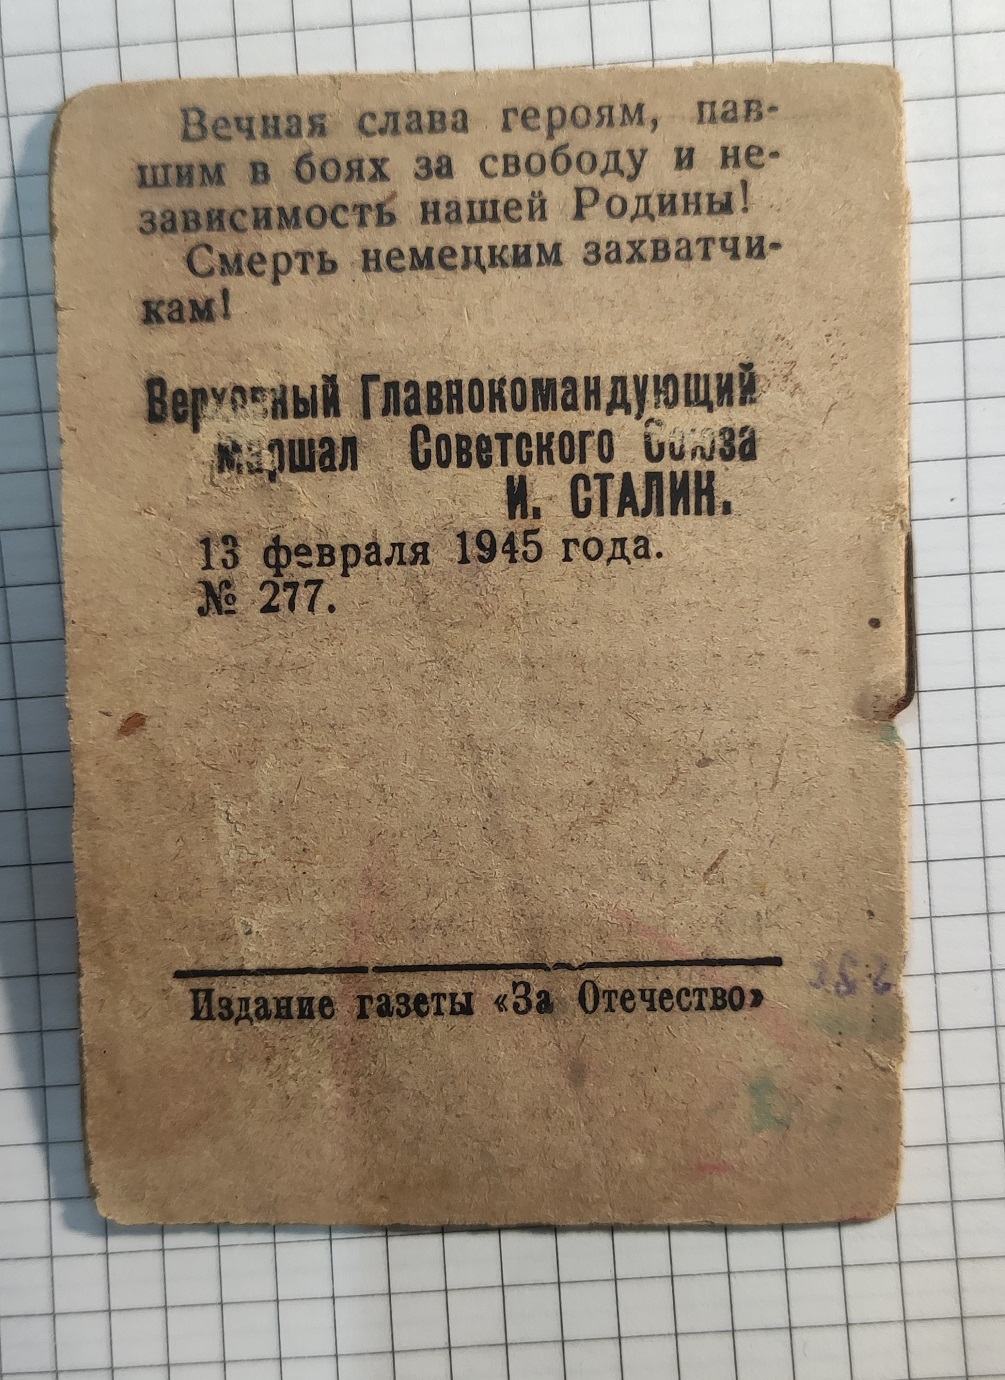 Вечная слава героям, пав-
шим в боях за свободу и не-
зависимость нашей Родины!
Смерть немецким захватчи-
кам!
Верховный Главнокомандующий
маршал Советского Союза
И. СТАЛИН.
13 февраля 1945 года.
№ 277.
Издание газеты «За Отечество»